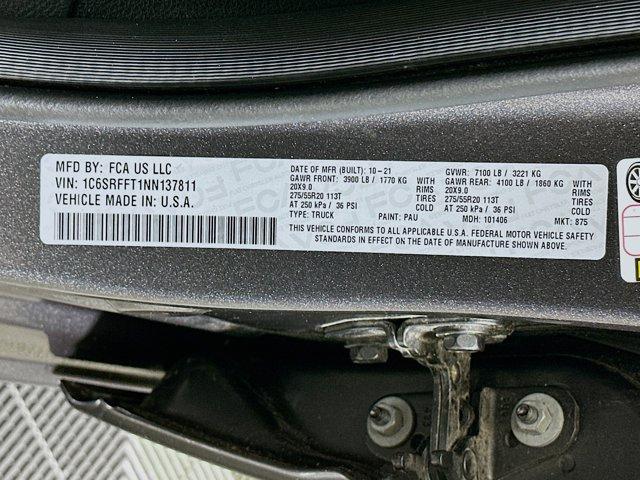 MFD BY: FCA US LLC
VIN: 1C6SRFFT1NN137811
VEHICLE MADE IN: U.S.A.
DATE OF MFR (BUILT): 10-21
GAWR FRONT: 3900 LB / 1770 KG WITH
20X9.0 RIMS
275/55R20 113T TIRES
AT 250 kPa / 36 PSI COLD
TYPE: TRUCK PAINT: PAU
GVWR: 7100 LB / 3221 KG
GAWR REAR: 4100 LB / 1860 KG WITH
20X9.0 RIMS
275/55R20 113T TIRES
AT 250 kPa / 36 PSI COLD
MDH: 101406 MKT: 875
THIS VEHICLE CONFORMS TO ALL APPLICABLE U.S.A. FEDERAL MOTOR VEHICLE SAFETY
STANDARDS IN EFFECT ON THE DATE OF MANUFACTURE SHOWN ABOVE.